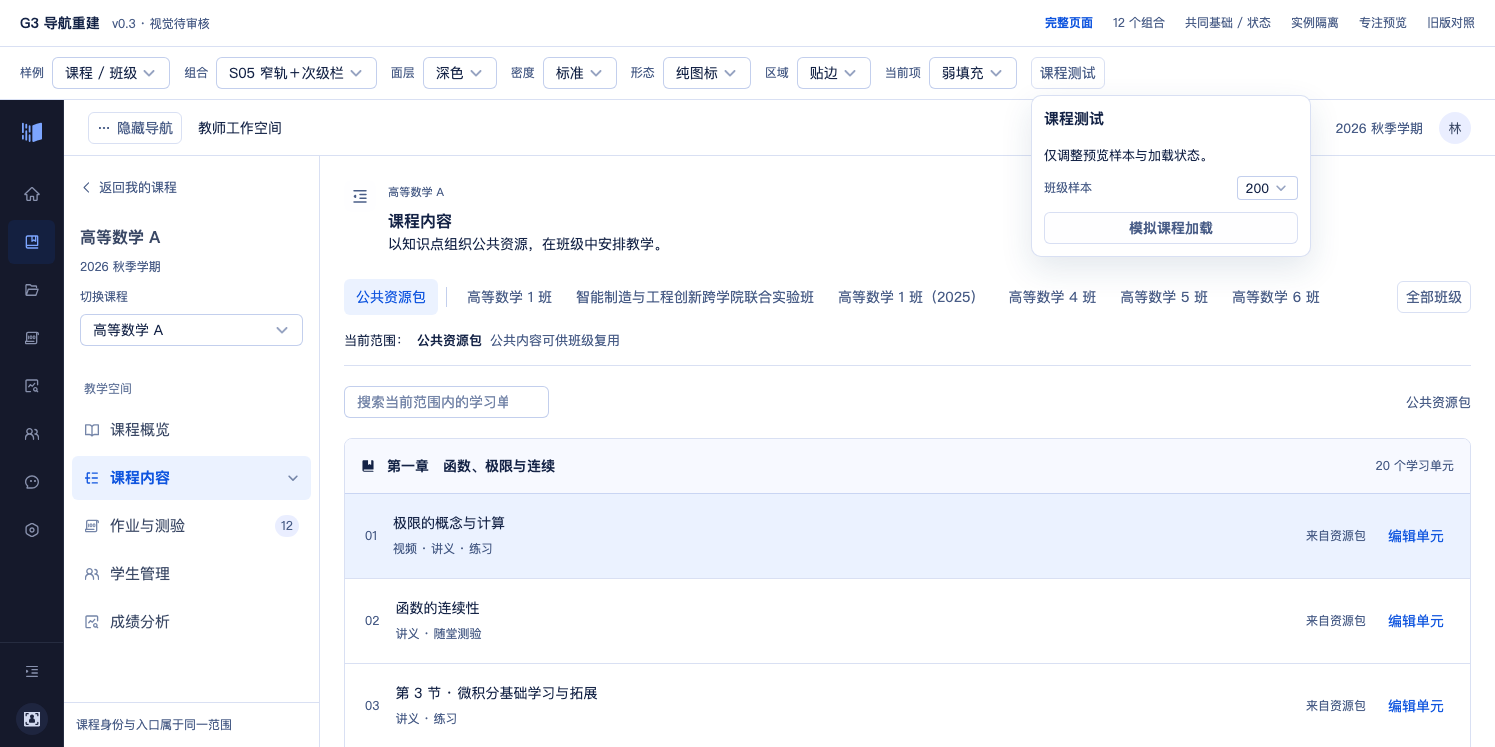 G3 导航重建 v0.3 · 视觉待审核
完整页面 12 个组合 共同基础 / 状态 实例隔离 专注预览 旧版对照
样例 课程 / 班级 组合 S05 窄轨＋次级栏 面层 深色 密度 标准 形态 纯图标 区域 贴边 当前项 弱填充 课程测试
··· 隐藏导航 教师工作空间
2026 秋季学期 林
课程测试
仅调整预览样本与加载状态。
班级样本 200
模拟课程加载
返回我的课程
高等数学 A
2026 秋季学期
切换课程
高等数学 A
教学空间
课程概览
课程内容
作业与测验 12
学生管理
成绩分析
课程身份与入口属于同一范围
高等数学 A
课程内容
以知识点组织公共资源，在班级中安排教学。
公共资源包 高等数学 1 班 智能制造与工程创新跨学院联合实验班 高等数学 1 班（2025） 高等数学 4 班 高等数学 5 班 高等数学 6 班 全部班级
当前范围： 公共资源包 公共内容可供班级复用
搜索当前范围内的学习单
公共资源包
第一章 函数、极限与连续 20 个学习单元
01 极限的概念与计算
视频 · 讲义 · 练习
来自资源包 编辑单元
02 函数的连续性
讲义 · 随堂测验
来自资源包 编辑单元
03 第 3 节 · 微积分基础学习与拓展
讲义 · 练习
来自资源包 编辑单元